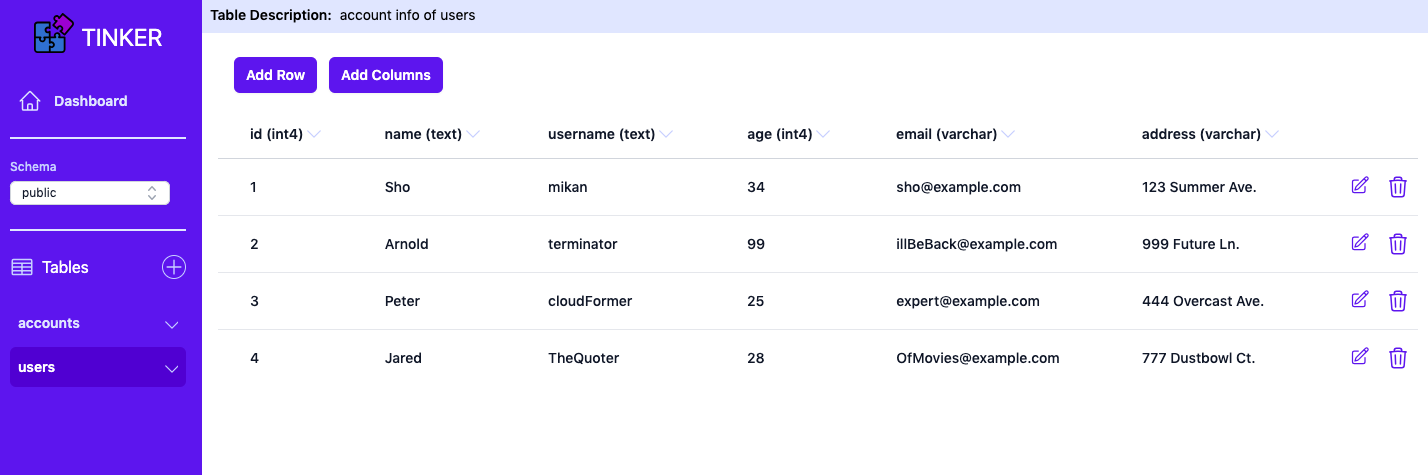 TINKER
Dashboard
Schema
public
Tables
accounts
users
Table Description: account info of users
Add Row Add Columns
id (int4) name (text) username (text) age (int4) email (varchar) address (varchar)
1 Sho mikan 34 sho@example.com 123 Summer Ave.
2 Arnold terminator 99 illBeBack@example.com 999 Future Ln.
3 Peter cloudFormer 25 expert@example.com 444 Overcast Ave.
4 Jared TheQuoter 28 OfMovies@example.com 777 Dustbowl Ct.